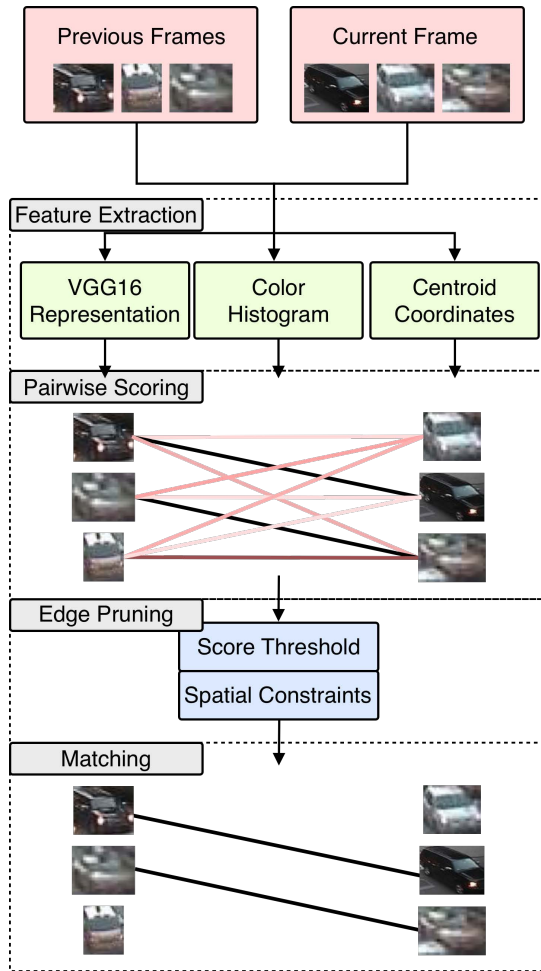 Previous Frames
Current Frame
Feature Extraction
VGG16
Representation
Color
Histogram
Centroid
Coordinates
Pairwise Scoring
Edge Pruning
Score Threshold
Spatial Constraints
Matching